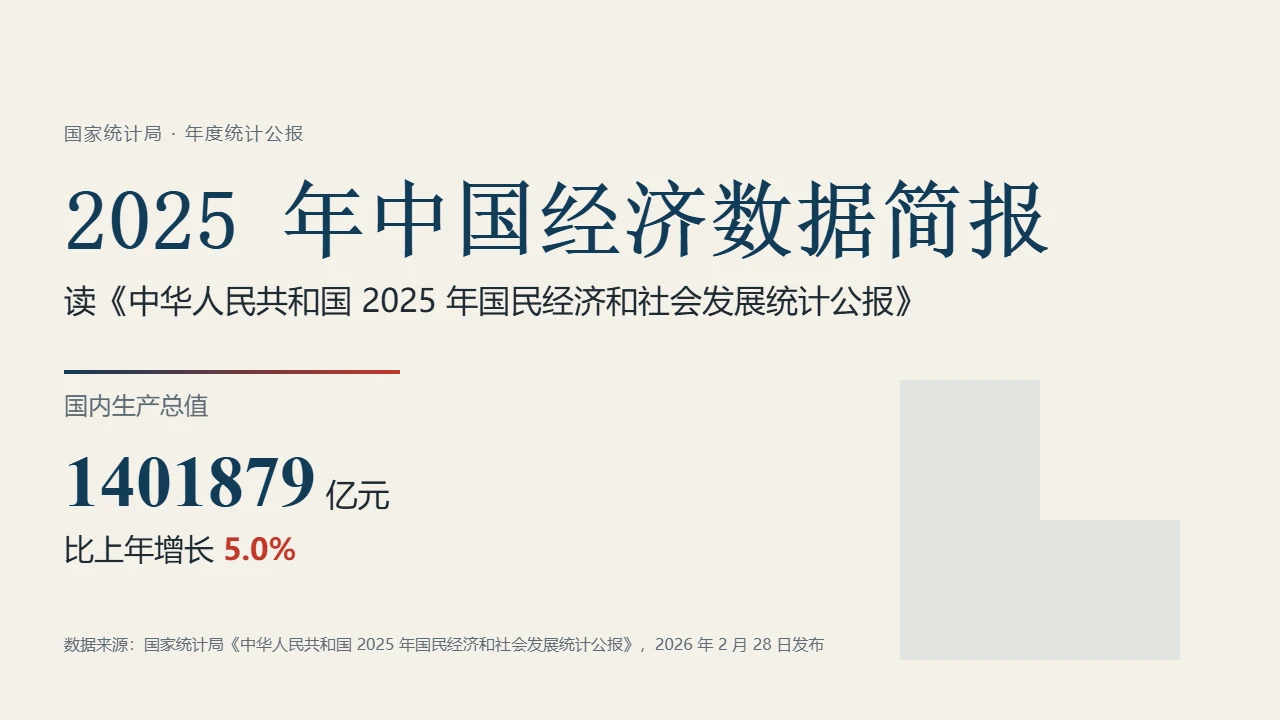 国家统计局 · 年度统计公报
2025 年中国经济数据简报
读《中华人民共和国 2025 年国民经济和社会发展统计公报》
国内生产总值
1401879 亿元
比上年增长 5.0%
数据来源：国家统计局《中华人民共和国 2025 年国民经济和社会发展统计公报》，2026 年 2 月 28 日发布